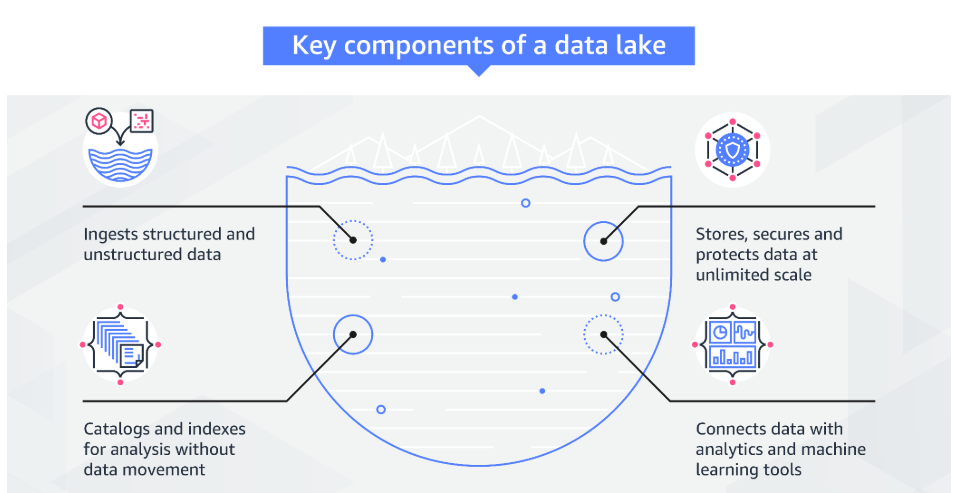 Key components of a data lake
Ingests structured and
unstructured data
Stores, secures and
protects data at
unlimited scale
Catalogs and indexes
for analysis without
data movement
Connects data with
analytics and machine
learning tools